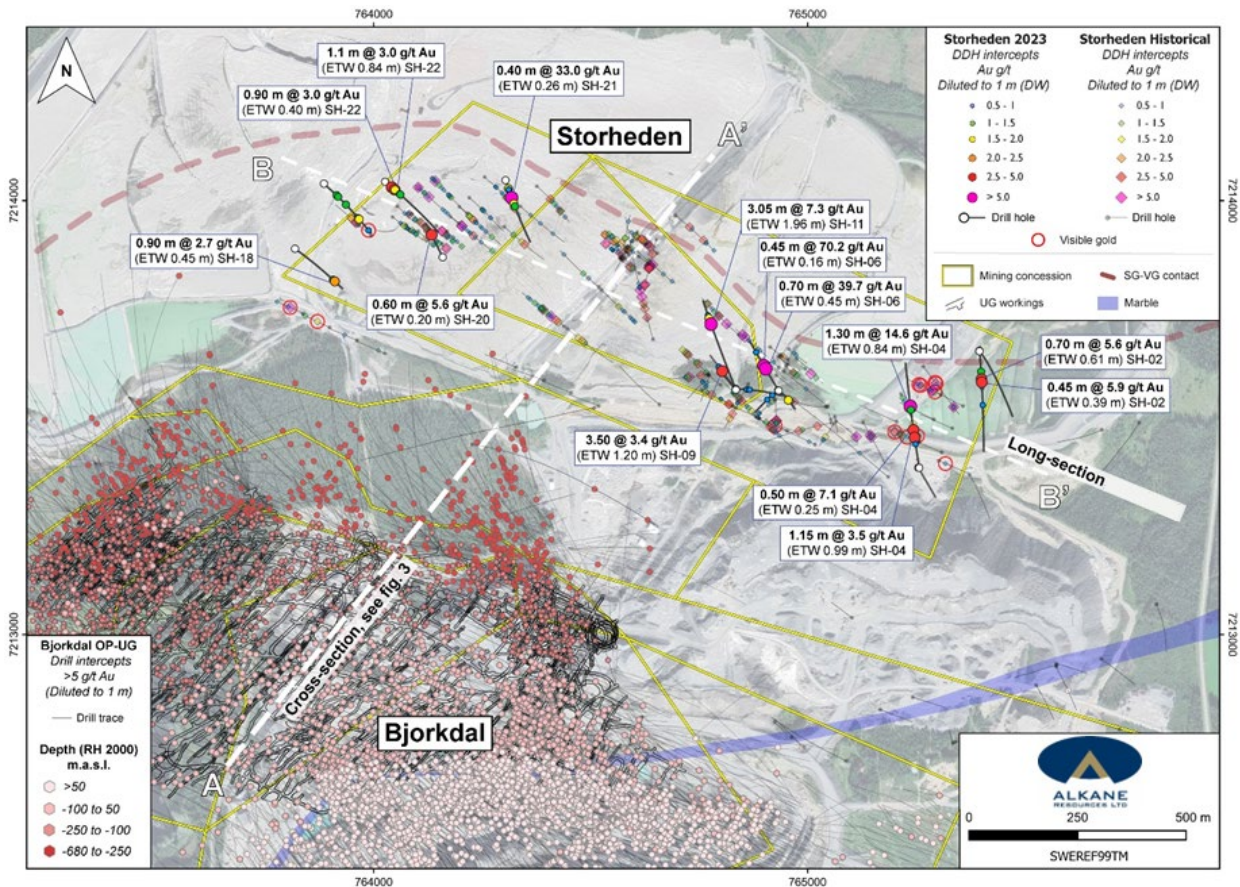 764000
765000
N
1.1 m @ 3.0 g/t Au
(ETW 0.84 m) SH-22
0.90 m @ 3.0 g/t Au
(ETW 0.40 m) SH-22
0.40 m @ 33.0 g/t Au
(ETW 0.26 m) SH-21
Storheden
A'
B
7214000
7214000
0.90 m @ 2.7 g/t Au
(ETW 0.45 m) SH-18
0.60 m @ 5.6 g/t Au
(ETW 0.20 m) SH-20
3.05 m @ 7.3 g/t Au
(ETW 1.96 m) SH-11
0.45 m @ 70.2 g/t Au
(ETW 0.16 m) SH-06
0.70 m @ 39.7 g/t Au
(ETW 0.45 m) SH-06
1.30 m @ 14.6 g/t Au
(ETW 0.84 m) SH-04
0.70 m @ 5.6 g/t Au
(ETW 0.61 m) SH-02
0.45 m @ 5.9 g/t Au
(ETW 0.39 m) SH-02
3.50 @ 3.4 g/t Au
(ETW 1.20 m) SH-09
0.50 m @ 7.1 g/t Au
(ETW 0.25 m) SH-04
1.15 m @ 3.5 g/t Au
(ETW 0.99 m) SH-04
Long-section
B'
Cross-section, see fig. 3
A
Bjorkdal
7213000
7213000
Storheden 2023
DDH intercepts
Au g/t
Diluted to 1 m (DW)
0.5 - 1
1 - 1.5
1.5 - 2.0
2.0 - 2.5
2.5 - 5.0
> 5.0
Drill hole
Storheden Historical
DDH intercepts
Au g/t
Diluted to 1 m (DW)
0.5 - 1
1 - 1.5
1.5 - 2.0
2.0 - 2.5
2.5 - 5.0
> 5.0
Drill hole
Visible gold
Mining concession
SG-VG contact
UG workings
Marble
Bjorkdal OP-UG
Drill intercepts
>5 g/t Au
(Diluted to 1 m)
Drill trace
Depth (RH 2000)
m.a.s.l.
>50
-100 to 50
-250 to -100
-680 to -250
ALKANE
RESOURCES LTD
0 250 500 m
SWEREF99TM
764000
765000